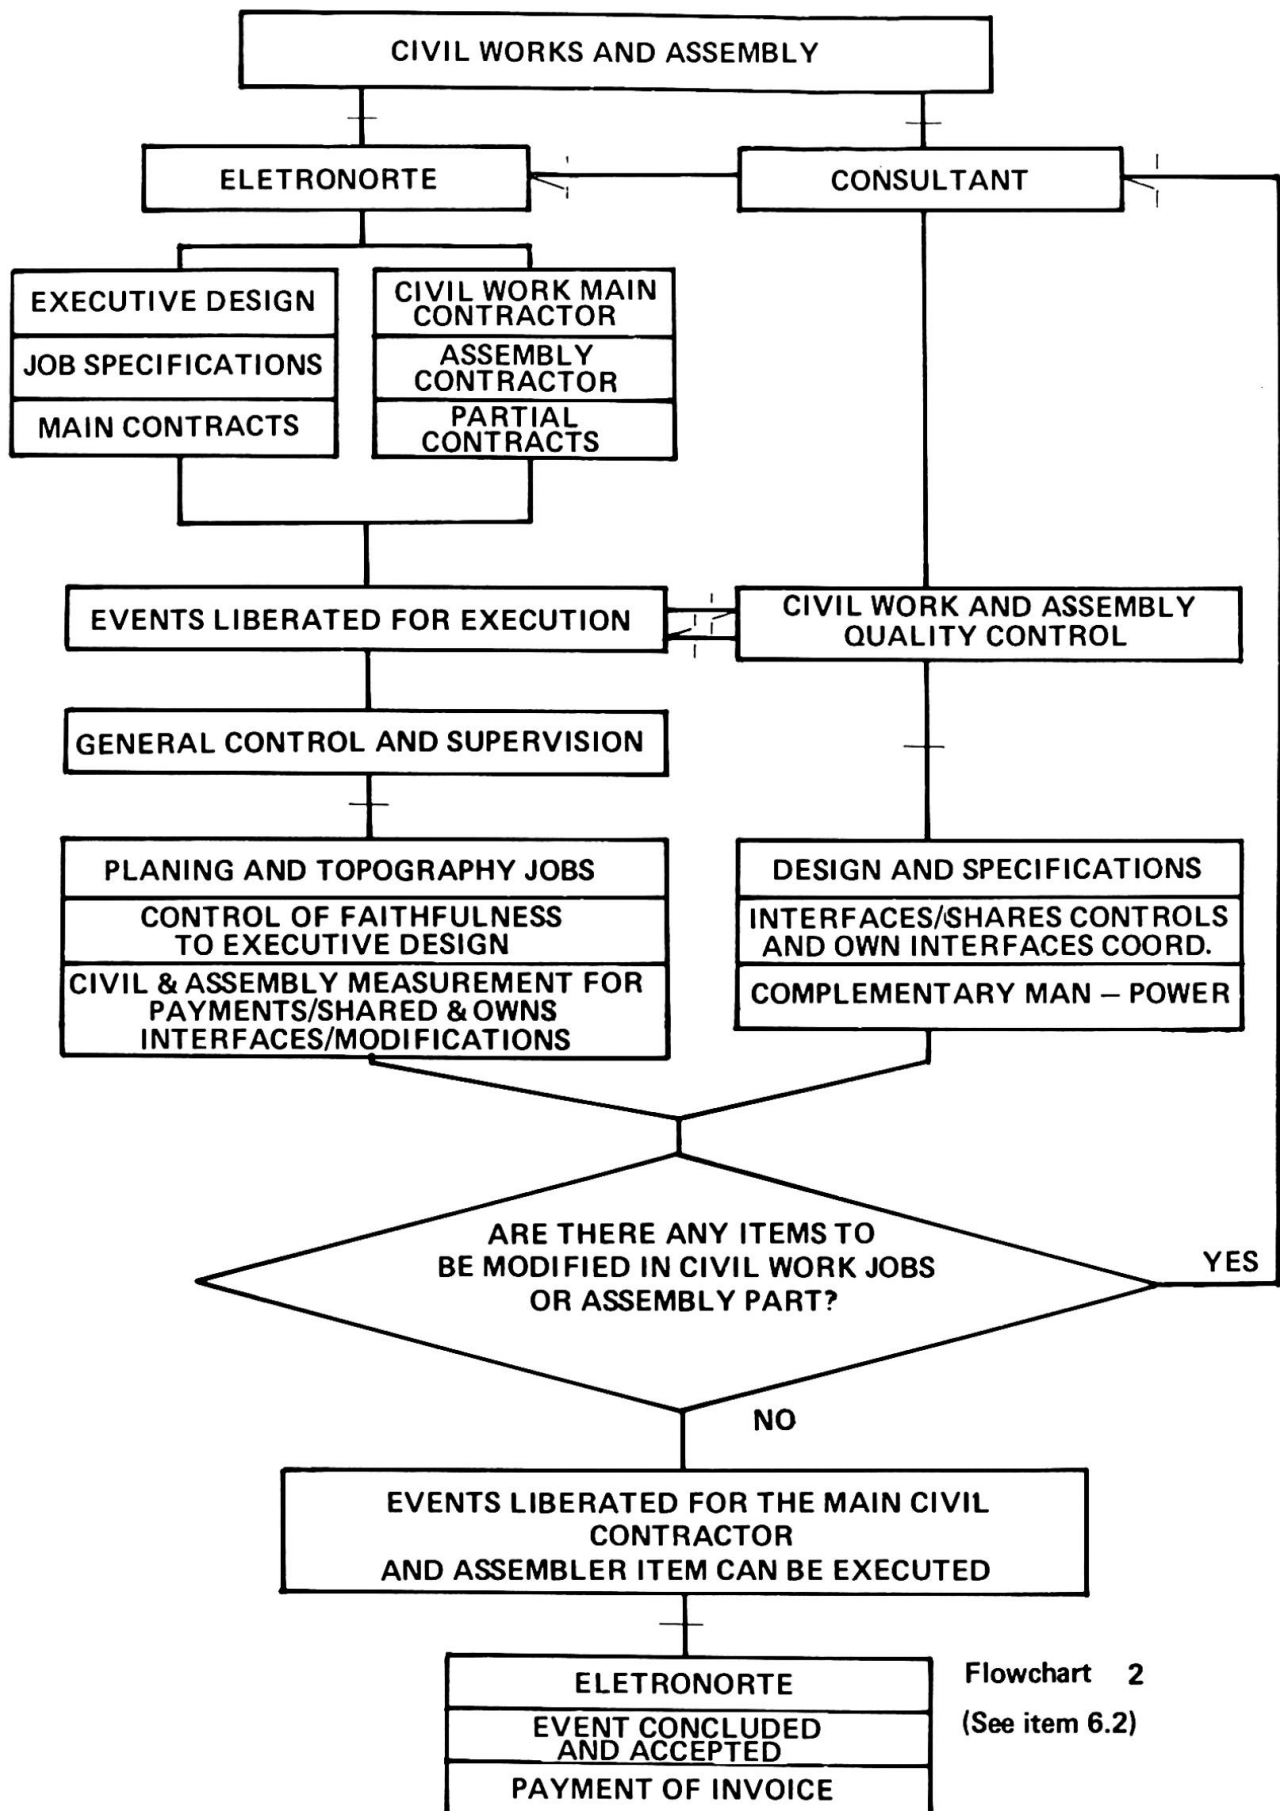 CIVIL WORKS AND ASSEMBLY
ELETRONORTE
CONSULTANT
EXECUTIVE DESIGN
JOB SPECIFICATIONS
MAIN CONTRACTS
CIVIL WORK MAIN
CONTRACTOR
ASSEMBLY
CONTRACTOR
PARTIAL
CONTRACTS
EVENTS LIBERATED FOR EXECUTION
CIVIL WORK AND ASSEMBLY
QUALITY CONTROL
GENERAL CONTROL AND SUPERVISION
PLANING AND TOPOGRAPHY JOBS
CONTROL OF FAITHFULNESS
TO EXECUTIVE DESIGN
CIVIL & ASSEMBLY MEASUREMENT FOR
PAYMENTS/SHARED & OWNS
INTERFACES/MODIFICATIONS
DESIGN AND SPECIFICATIONS
INTERFACES/SHARES CONTROLS
AND OWN INTERFACES COORD.
COMPLEMENTARY MAN – POWER
ARE THERE ANY ITEMS TO
BE MODIFIED IN CIVIL WORK JOBS
OR ASSEMBLY PART?
YES
NO
EVENTS LIBERATED FOR THE MAIN CIVIL
CONTRACTOR
AND ASSEMBLER ITEM CAN BE EXECUTED
ELETRONORTE
EVENT CONCLUDED
AND ACCEPTED
PAYMENT OF INVOICE
Flowchart 2
(See item 6.2)